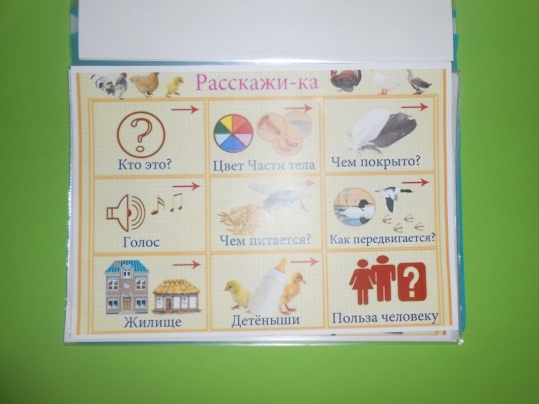 Расскажи-ка
Кто это?
Цвет Части тела
Чем покрыто?
Голос
Чем питается?
Как передвигается?
Жилище
Детёныши
Польза человеку